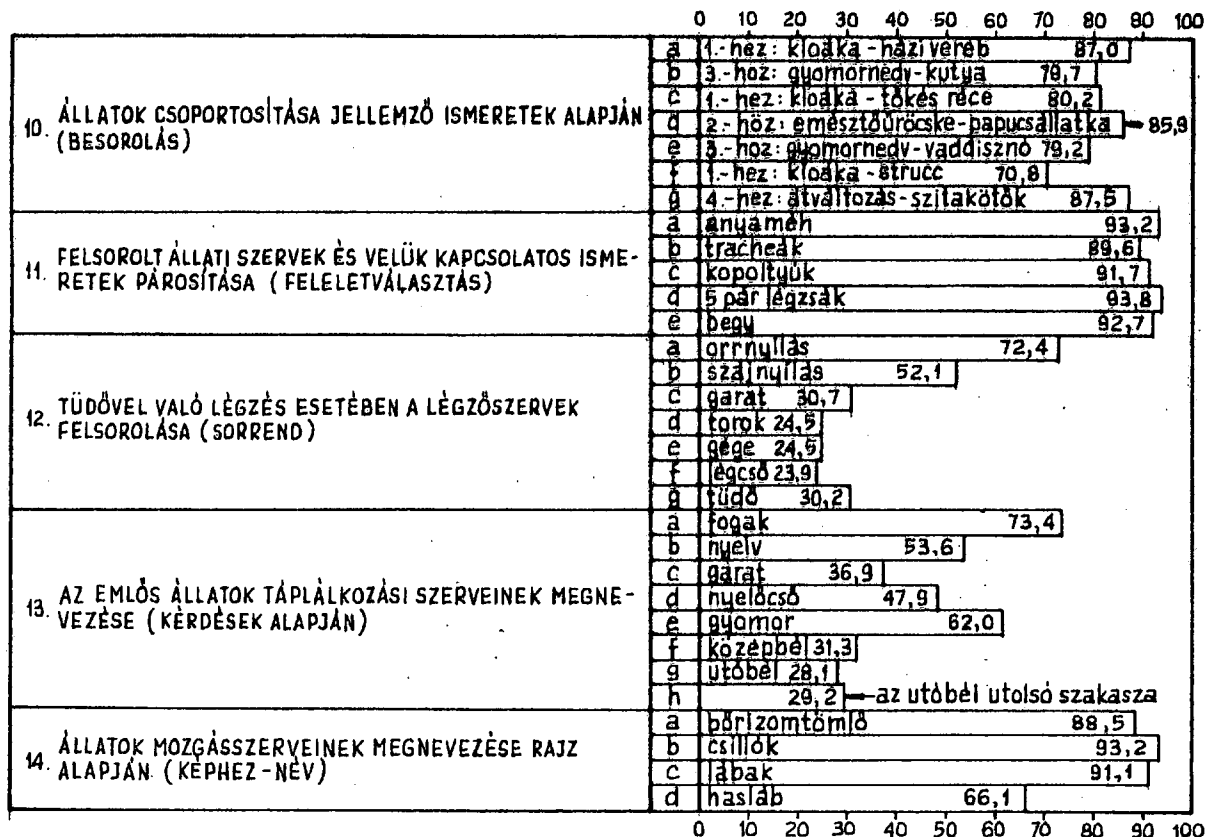 0 10 20 30 40 50 60 70 80 90 100
10. ÁLLATOK CSOPORTOSÍTÁSA JELLEMZŐ ISMERETEK ALAPJÁN
(BESOROLÁS)
a 1.-hez: kloáka-házi veréb 87,0
b 3.-hoz: gyomornedv-kutya 79,7
c 1.-hez: kloáka-tőkés réce 80,2
d 2.-höz: emésztőűröcske-papucsállatka 85,9
e 3.-hoz: gyomornedv-vaddisznó 79,2
f 1.-hez: kloáka-strucc 70,8
g 4.-hez: átváltozás-szitakötők 87,5
11. FELSOROLT ÁLLATI SZERVEK ÉS VELÜK KAPCSOLATOS ISME-
RETEK PÁROSÍTÁSA (FELELETVÁLASZTÁS)
a anyaméh 93,2
b tracheák 89,6
c kopoltyúk 91,7
d 5 pár légzsák 93,8
e begy 92,7
12. TÜDŐVEL VALÓ LÉGZÉS ESETÉBEN A LÉGZŐSZERVEK
FELSOROLÁSA (SORREND)
a orrnyílás 72,4
b szájnyílás 52,1
c garat 30,7
d torok 24,5
e gége 24,5
f légcső 23,9
g tüdő 30,2
13. AZ EMLŐS ÁLLATOK TÁPLÁLKOZÁSI SZERVEINEK MEGNE-
VEZÉSE (KÉRDÉSEK ALAPJÁN)
a fogak 73,4
b nyelv 53,6
c garat 36,9
d nyelőcső 47,9
e gyomor 62,0
f középbél 31,3
g utóbél 28,1
h 29,2 az utóbél utolsó szakasza
14. ÁLLATOK MOZGÁSSZERVEINEK MEGNEVEZÉSE RAJZ
ALAPJÁN (KÉPHEZ-NÉV)
a bőrizomtömlő 88,5
b csillók 93,2
c lábak 91,1
d hasláb 66,1
0 10 20 30 40 50 60 70 80 90 100